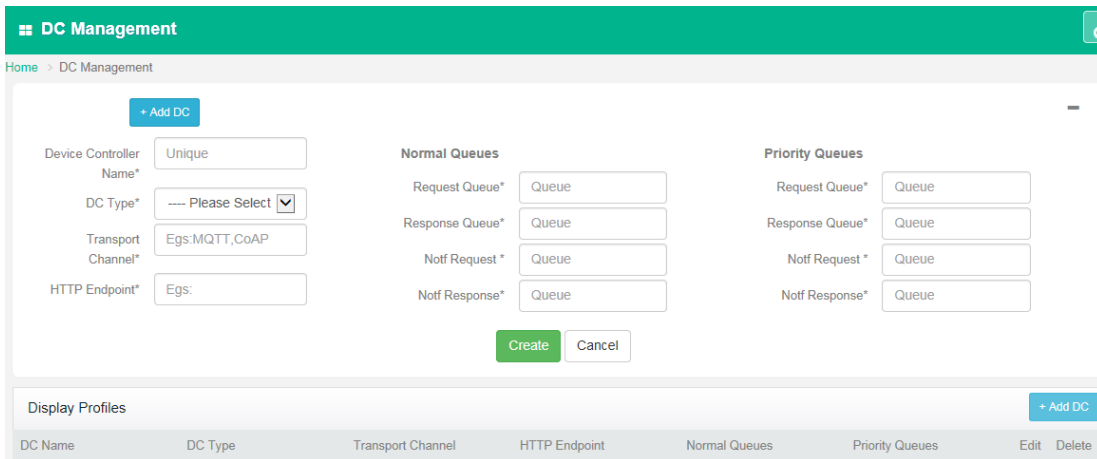 DC Management
Home > DC Management
+ Add DC
Device Controller Name*
Unique
DC Type*
---- Please Select
Transport Channel*
Egs:MQTT,CoAP
HTTP Endpoint*
Egs:
Normal Queues
Request Queue*
Queue
Response Queue*
Queue
Notf Request *
Queue
Notf Response*
Queue
Priority Queues
Request Queue*
Queue
Response Queue*
Queue
Notf Request *
Queue
Notf Response*
Queue
Create Cancel
Display Profiles
+ Add DC
DC Name DC Type Transport Channel HTTP Endpoint Normal Queues Priority Queues Edit Delete